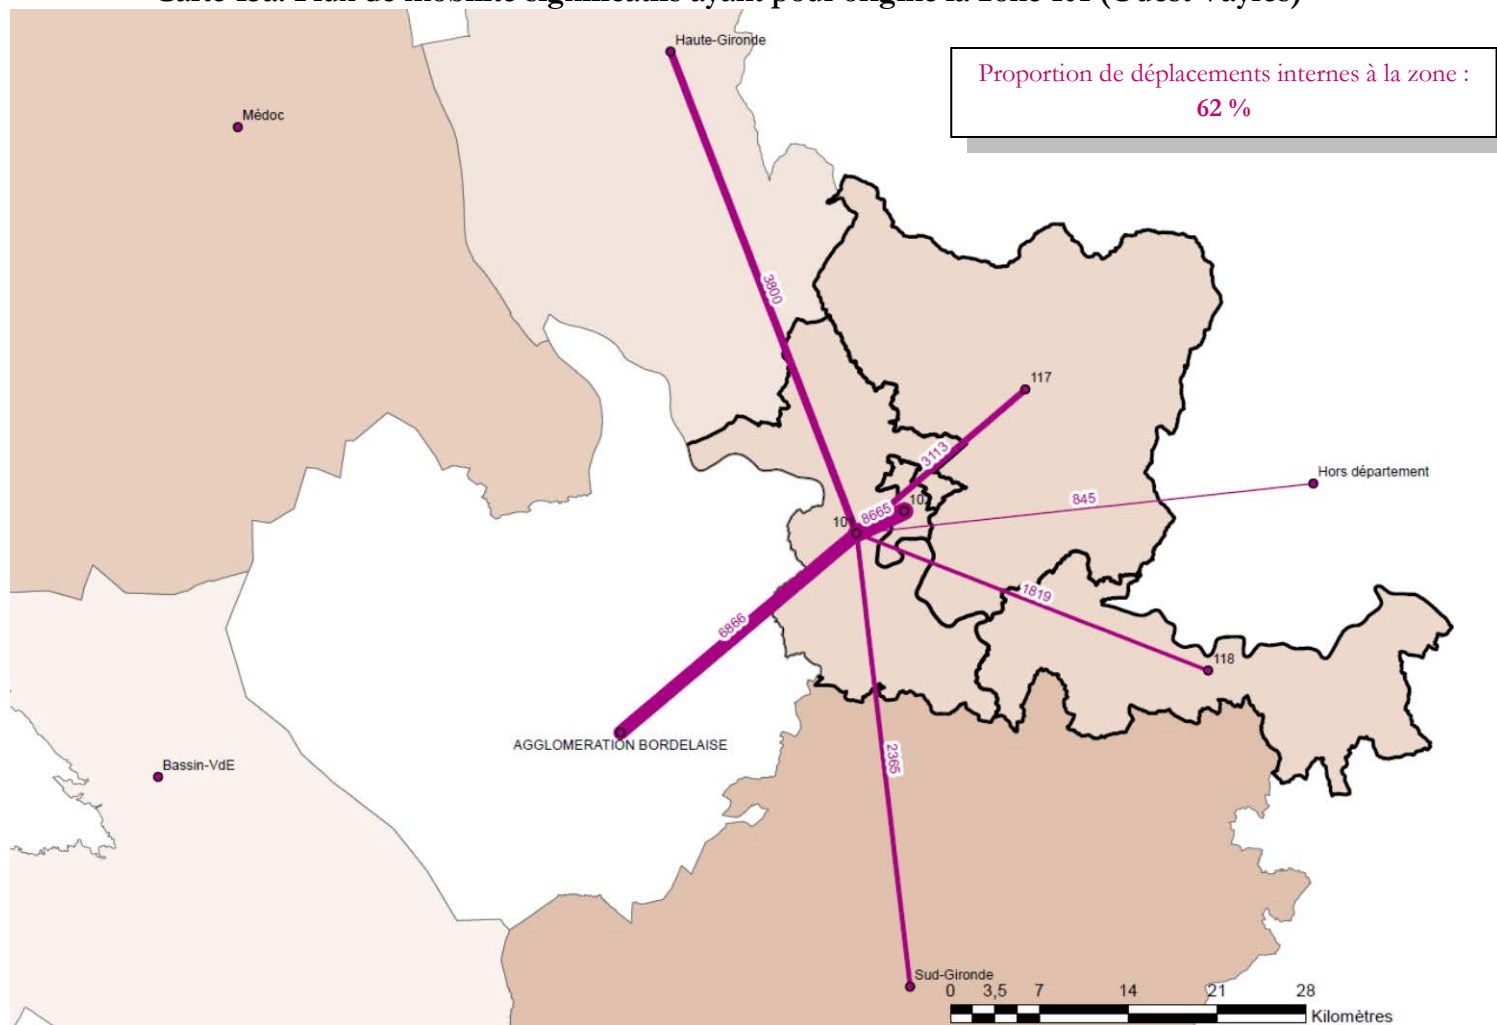 Haute-Gironde
Proportion de déplacements internes à la zone :
62 %
Médoc
3800
117
3113
Hors département
845
10
8665
10
1819
6866
118
AGGLOMERATION BORDELAISE
2365
Bassin-VdE
Sud-Gironde
0 3,5 7 14 21 28
Kilomètres